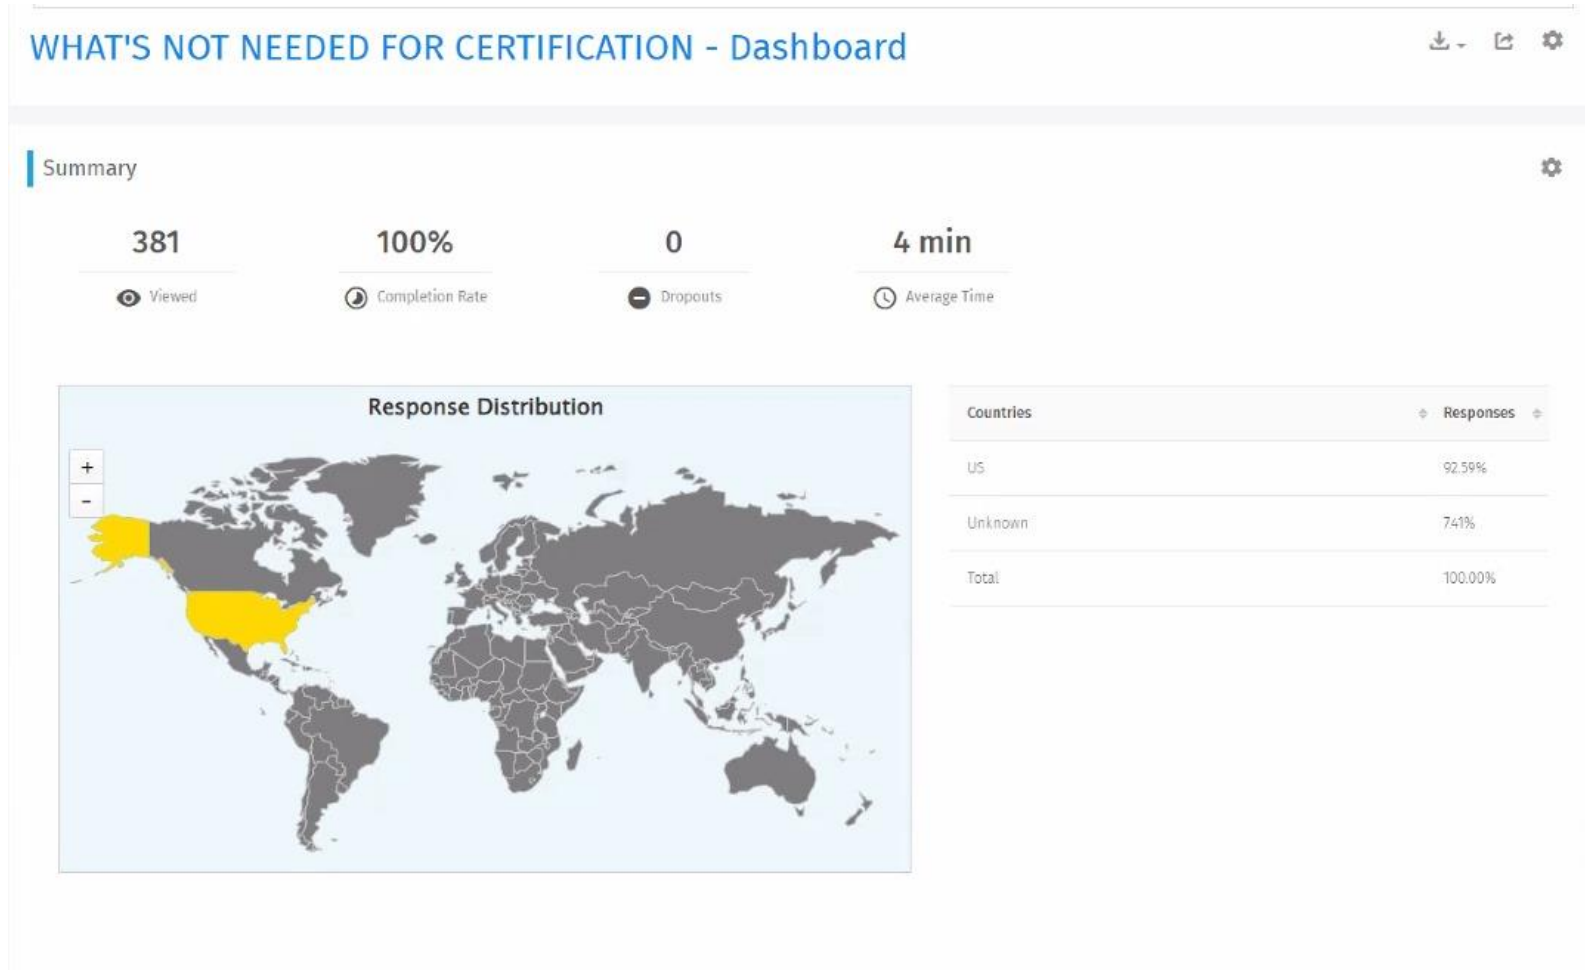 WHAT'S NOT NEEDED FOR CERTIFICATION - Dashboard
Summary
381
Viewed
100%
Completion Rate
0
Dropouts
4 min
Average Time
Response Distribution
+
-
Countries Responses
US 92.59%
Unknown 7.41%
Total 100.00%